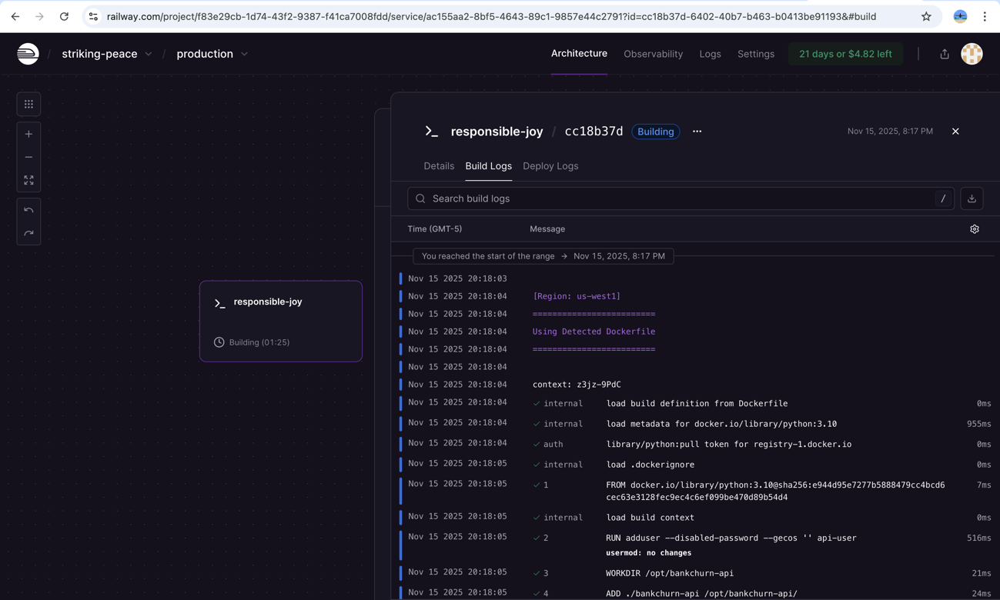 railway.com/project/f83e29cb-1d74-43f2-9387-f41ca7008fdd/service/ac155aa2-8bf5-4643-89c1-9857e44c2791?id=cc18b37d-6402-40b7-b463-b0413be91193&#build
/ striking-peace / production
Architecture Observability Logs Settings 21 days or $4.82 left
responsible-joy / cc18b37d Building ··· Nov 15, 2025, 8:17 PM
Details Build Logs Deploy Logs
Search build logs /
Time (GMT-5) Message
You reached the start of the range → Nov 15, 2025, 8:17 PM
Nov 15 2025 20:18:03
Nov 15 2025 20:18:04 [Region: us-west1]
Nov 15 2025 20:18:04 =========================
Nov 15 2025 20:18:04 Using Detected Dockerfile
Nov 15 2025 20:18:04 =========================
Nov 15 2025 20:18:04
Nov 15 2025 20:18:04 context: z3jz-9PdC
Nov 15 2025 20:18:04 ✓ internal load build definition from Dockerfile 0ms
Nov 15 2025 20:18:04 ✓ internal load metadata for docker.io/library/python:3.10 955ms
Nov 15 2025 20:18:04 ✓ auth library/python:pull token for registry-1.docker.io 0ms
Nov 15 2025 20:18:05 ✓ internal load .dockerignore 0ms
Nov 15 2025 20:18:05 ✓ 1 FROM docker.io/library/python:3.10@sha256:e944d95e7277b5888479cc4bcd6 7ms
cec63e3128fec9ec4c6ef099be470d89b54d4
Nov 15 2025 20:18:05 ✓ internal load build context 0ms
Nov 15 2025 20:18:05 ✓ 2 RUN adduser --disabled-password --gecos '' api-user 516ms
usermod: no changes
Nov 15 2025 20:18:05 ✓ 3 WORKDIR /opt/bankchurn-api 21ms
Nov 15 2025 20:18:05 ✓ 4 ADD ./bankchurn-api /opt/bankchurn-api/ 24ms
responsible-joy
Building (01:25)